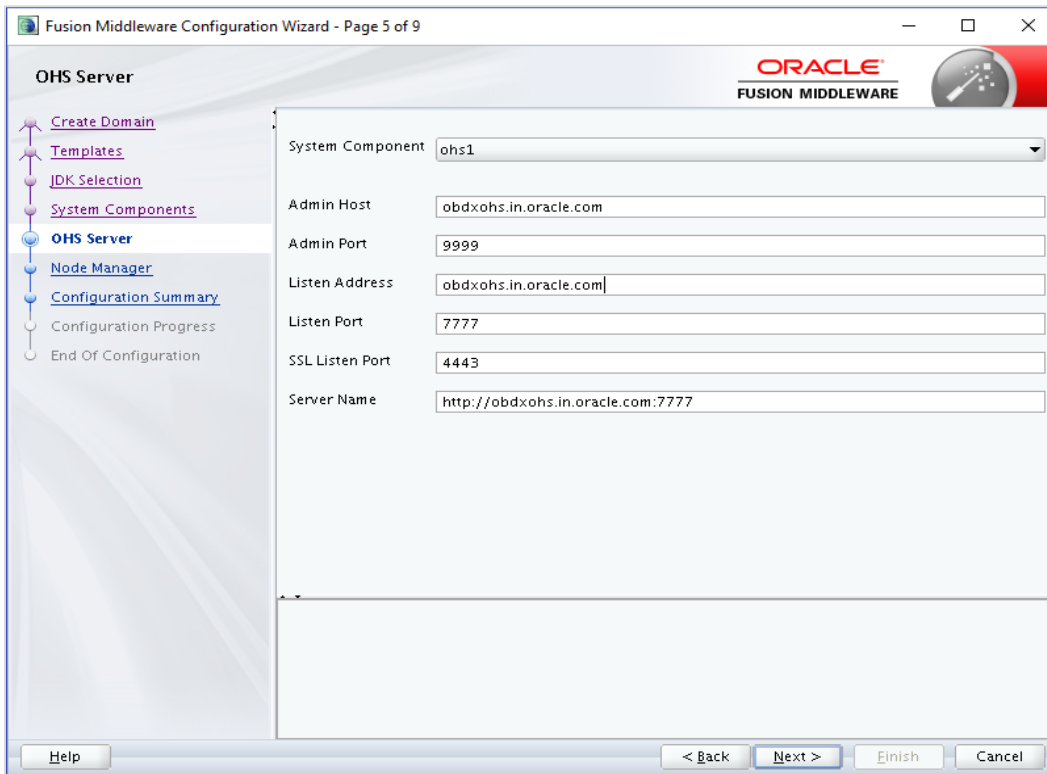 Fusion Middleware Configuration Wizard - Page 5 of 9
OHS Server
ORACLE
FUSION MIDDLEWARE
Create Domain
Templates
JDK Selection
System Components
OHS Server
Node Manager
Configuration Summary
Configuration Progress
End Of Configuration
System Component ohs1
Admin Host obdxohs.in.oracle.com
Admin Port 9999
Listen Address obdxohs.in.oracle.com
Listen Port 7777
SSL Listen Port 4443
Server Name http://obdxohs.in.oracle.com:7777
Help < Back Next > Finish Cancel